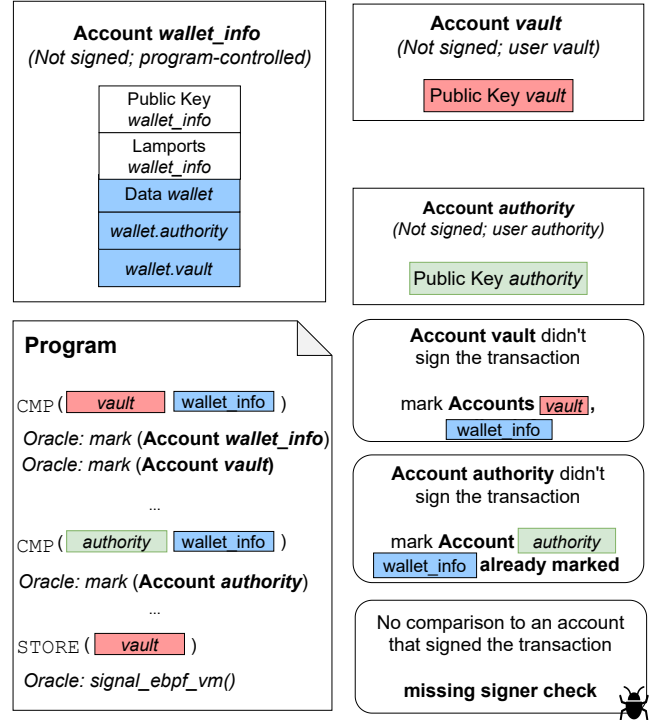 Account wallet_info
(Not signed; program-controlled)
Public Key
wallet_info
Lamports
wallet_info
Data wallet
wallet.authority
wallet.vault
Account vault
(Not signed; user vault)
Public Key vault
Account authority
(Not signed; user authority)
Public Key authority
Program
CMP( vault wallet_info )
Oracle: mark (Account wallet_info)
Oracle: mark (Account vault)
...
CMP( authority wallet_info )
Oracle: mark (Account authority)
...
STORE( vault )
Oracle: signal_ebpf_vm()
Account vault didn't
sign the transaction
mark Accounts vault,
wallet_info
Account authority didn't
sign the transaction
mark Account authority
wallet_info already marked
No comparison to an account
that signed the transaction
missing signer check